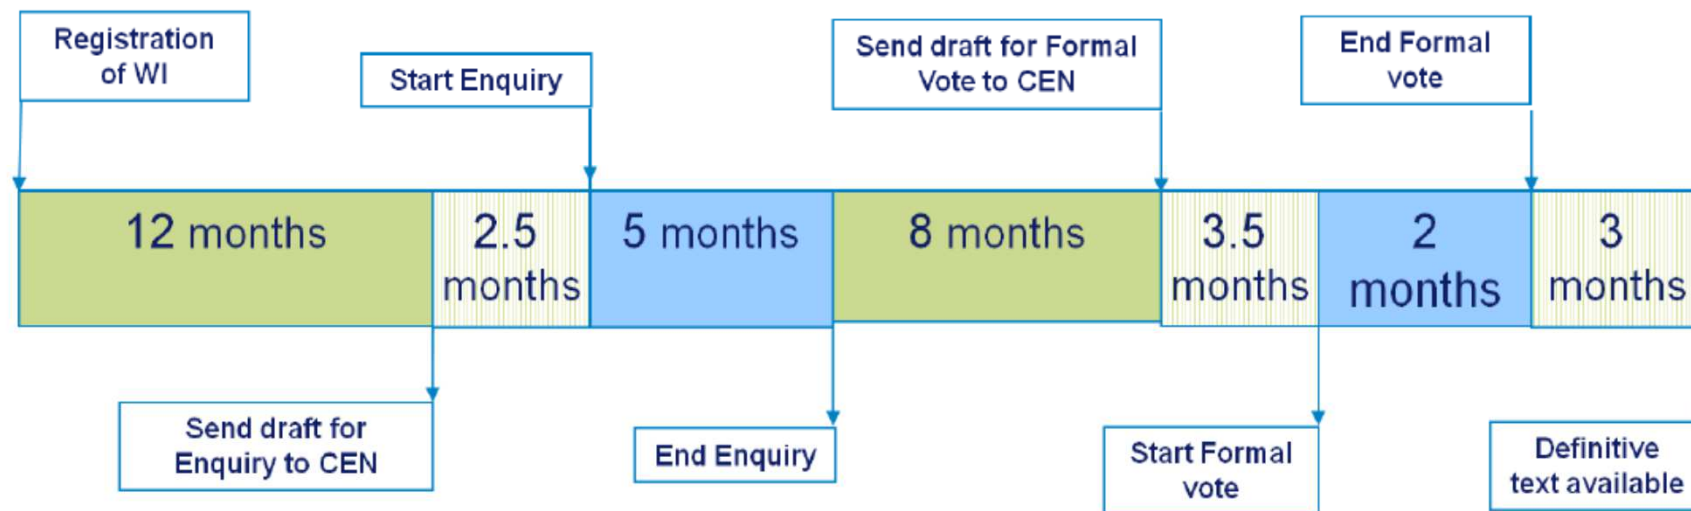 Registration
of WI
Start Enquiry
Send draft for Formal
Vote to CEN
End Formal
vote
12 months
2.5
months
5 months
8 months
3.5
months
2
months
3
months
Send draft for
Enquiry to CEN
End Enquiry
Start Formal
vote
Definitive
text available